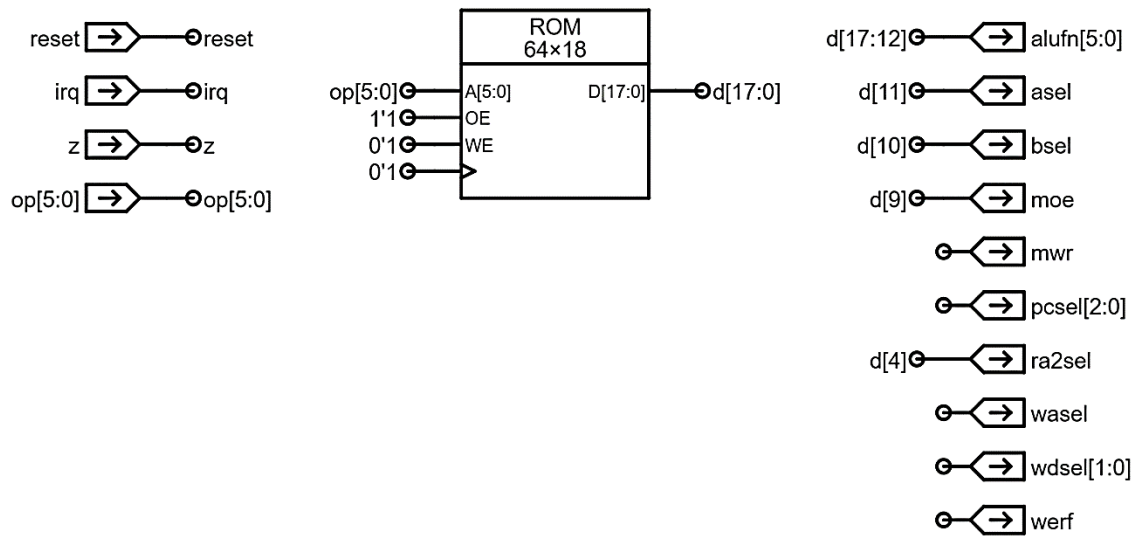 reset reset
irq irq
z z
op[5:0] op[5:0]
ROM
64×18
op[5:0] A[5:0] D[17:0] d[17:0]
1'1 OE
0'1 WE
0'1
d[17:12] alufn[5:0]
d[11] asel
d[10] bsel
d[9] moe
mwr
pcsel[2:0]
d[4] ra2sel
wasel
wdsel[1:0]
werf